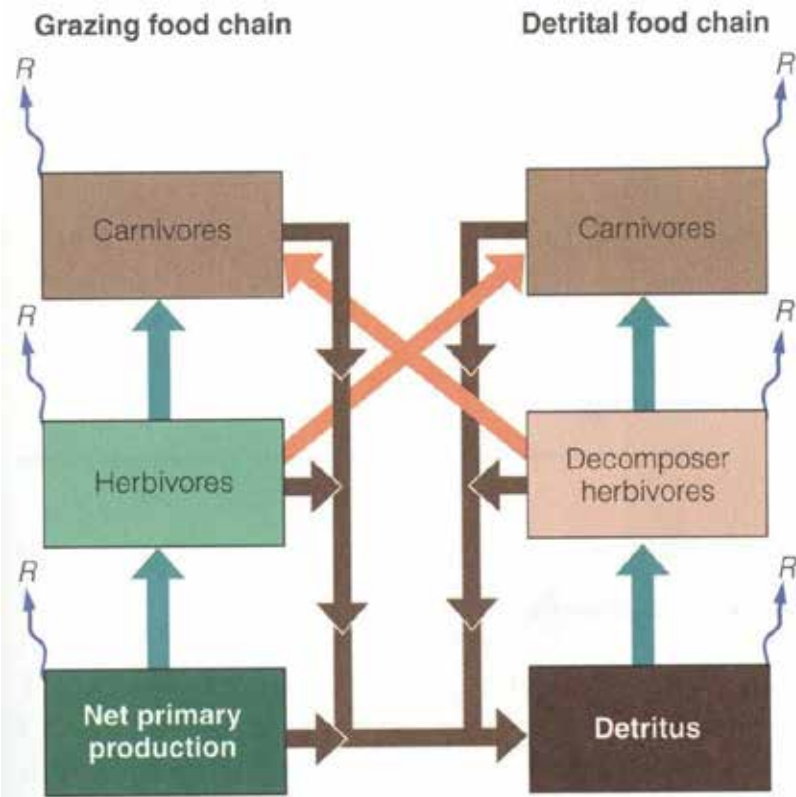 Grazing food chain
Detrital food chain
R
R
Carnivores
Carnivores
R
R
Herbivores
Decomposer
herbivores
R
R
Net primary
production
Detritus